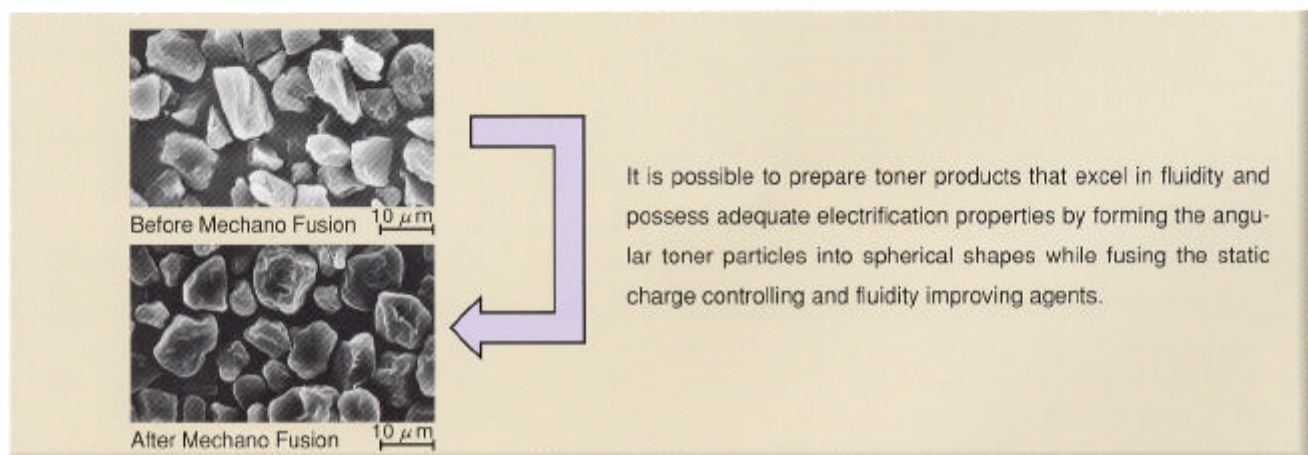 Before Mechano Fusion 10 μm
After Mechano Fusion 10 μm
It is possible to prepare toner products that excel in fluidity and
possess adequate electrification properties by forming the angu-
lar toner particles into spherical shapes while fusing the static
charge controlling and fluidity improving agents.